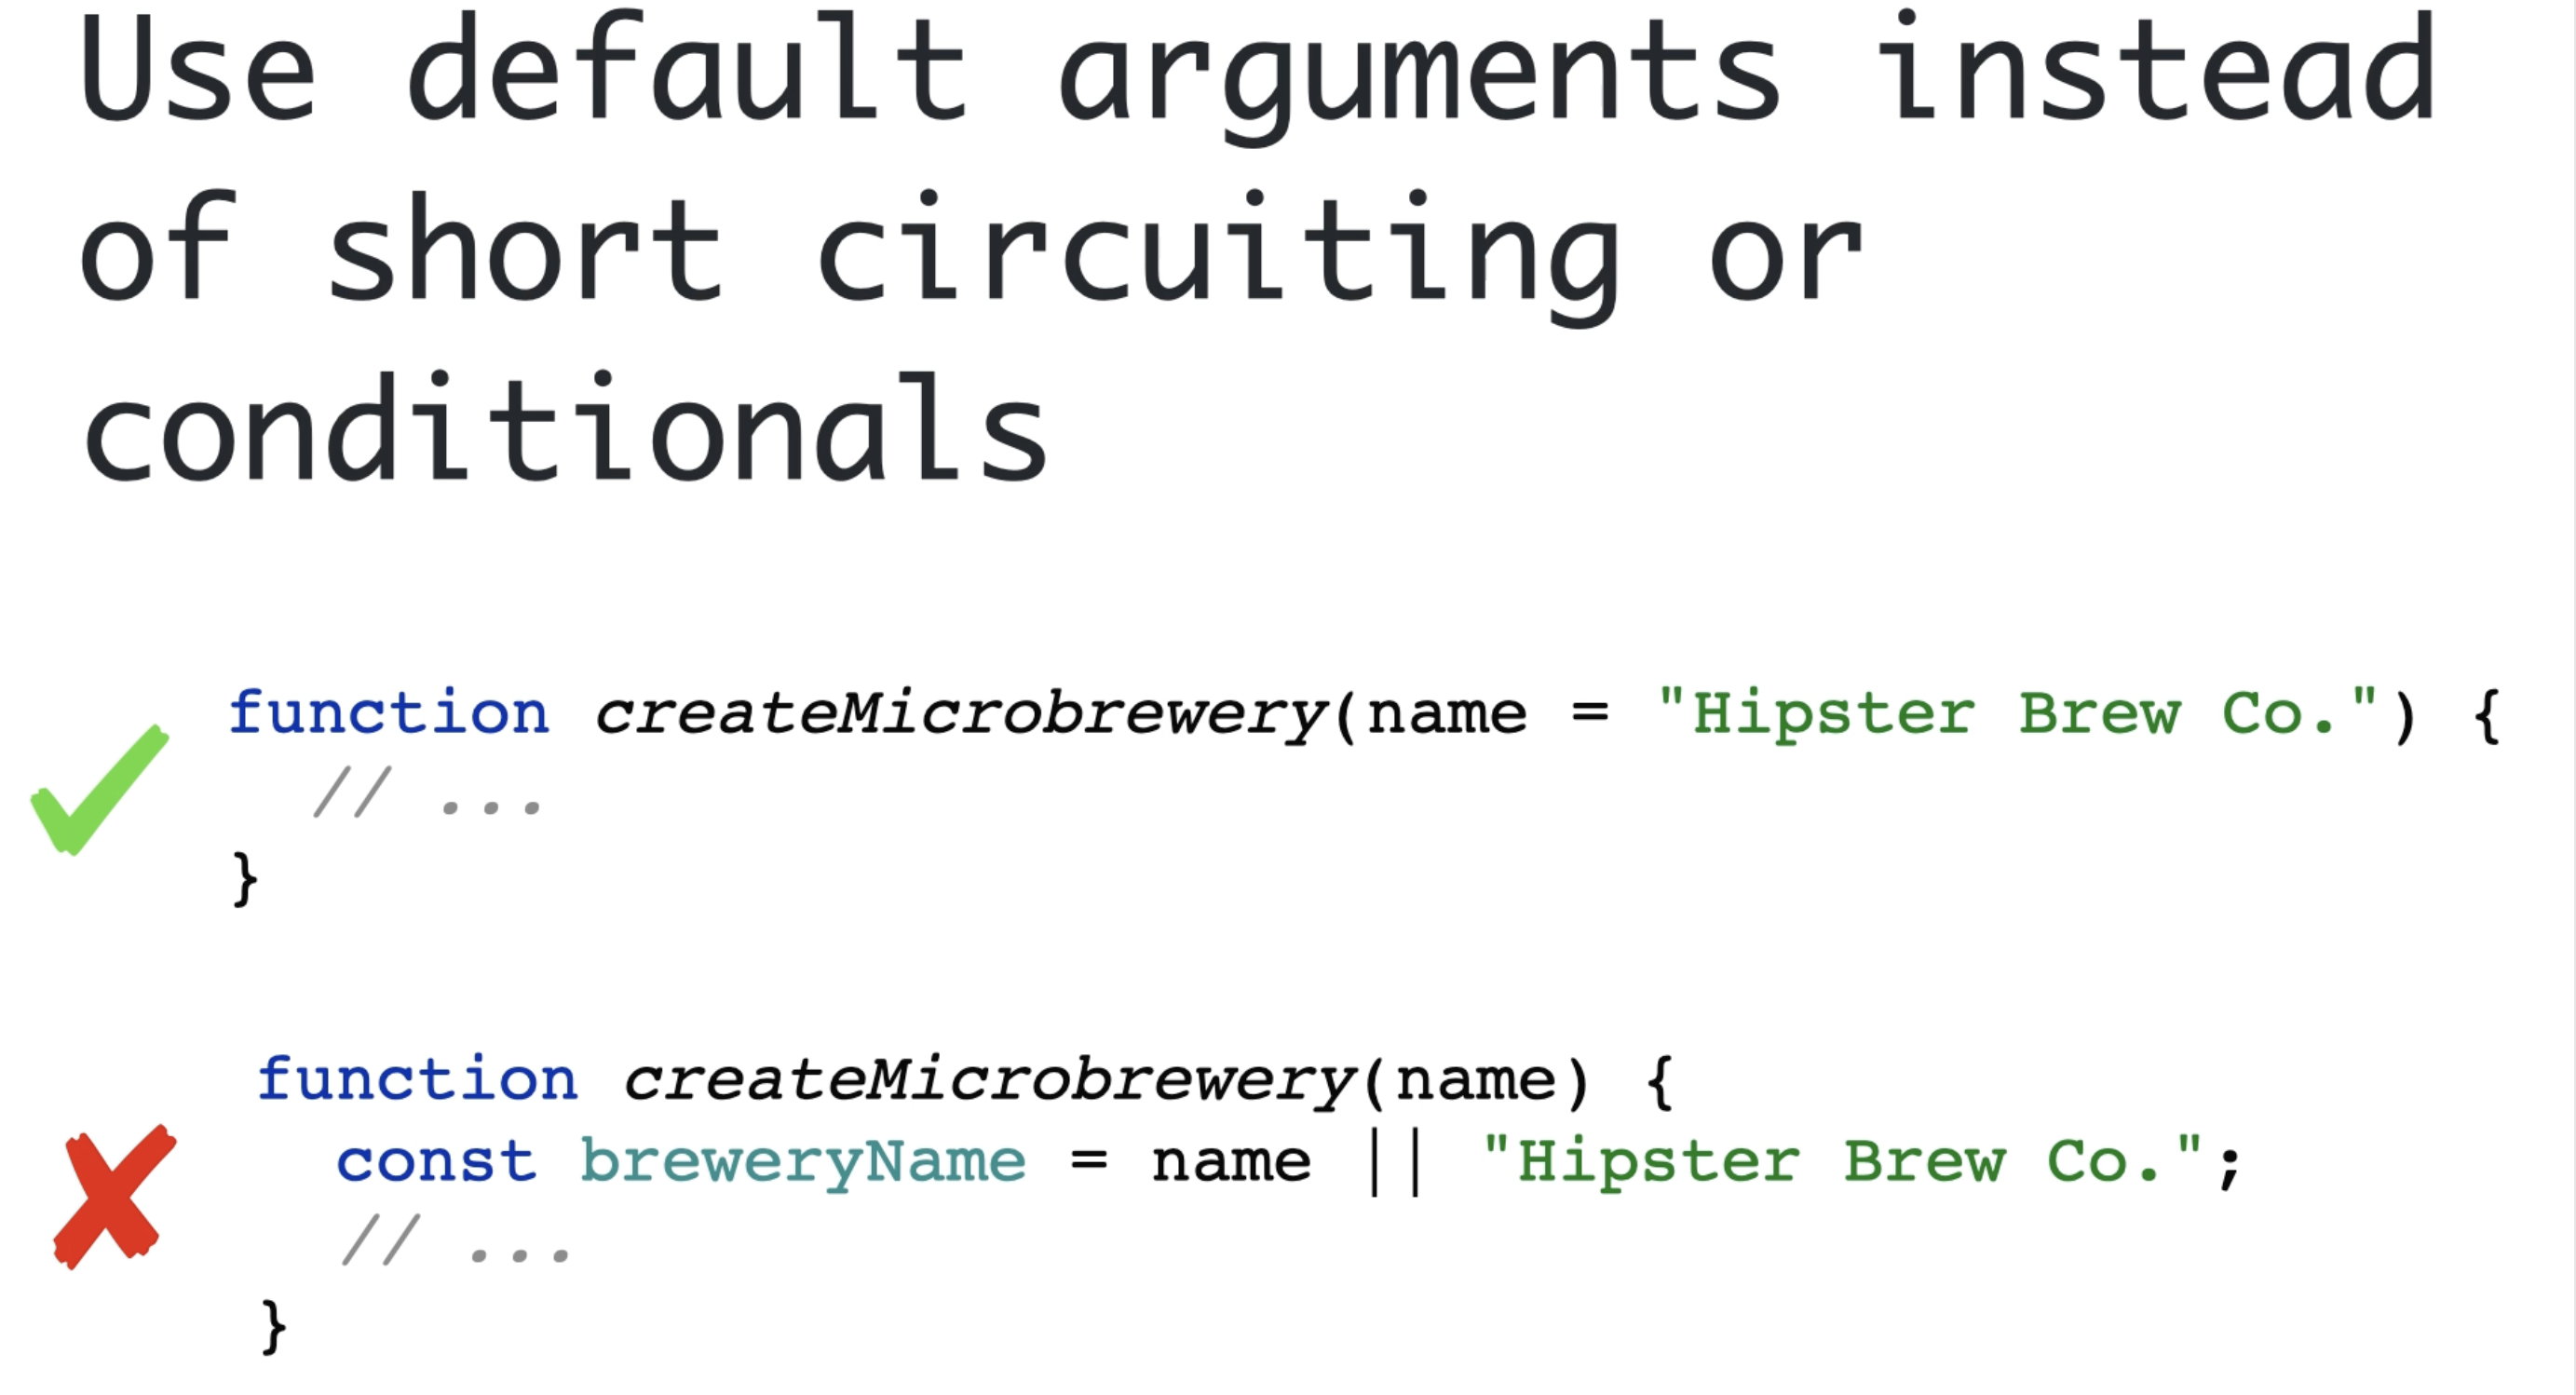 Use default arguments instead
of short circuiting or
conditionals
function createMicrobrewery(name = "Hipster Brew Co.") {
// ...
}
function createMicrobrewery(name) {
const breweryName = name || "Hipster Brew Co.";
// ...
}